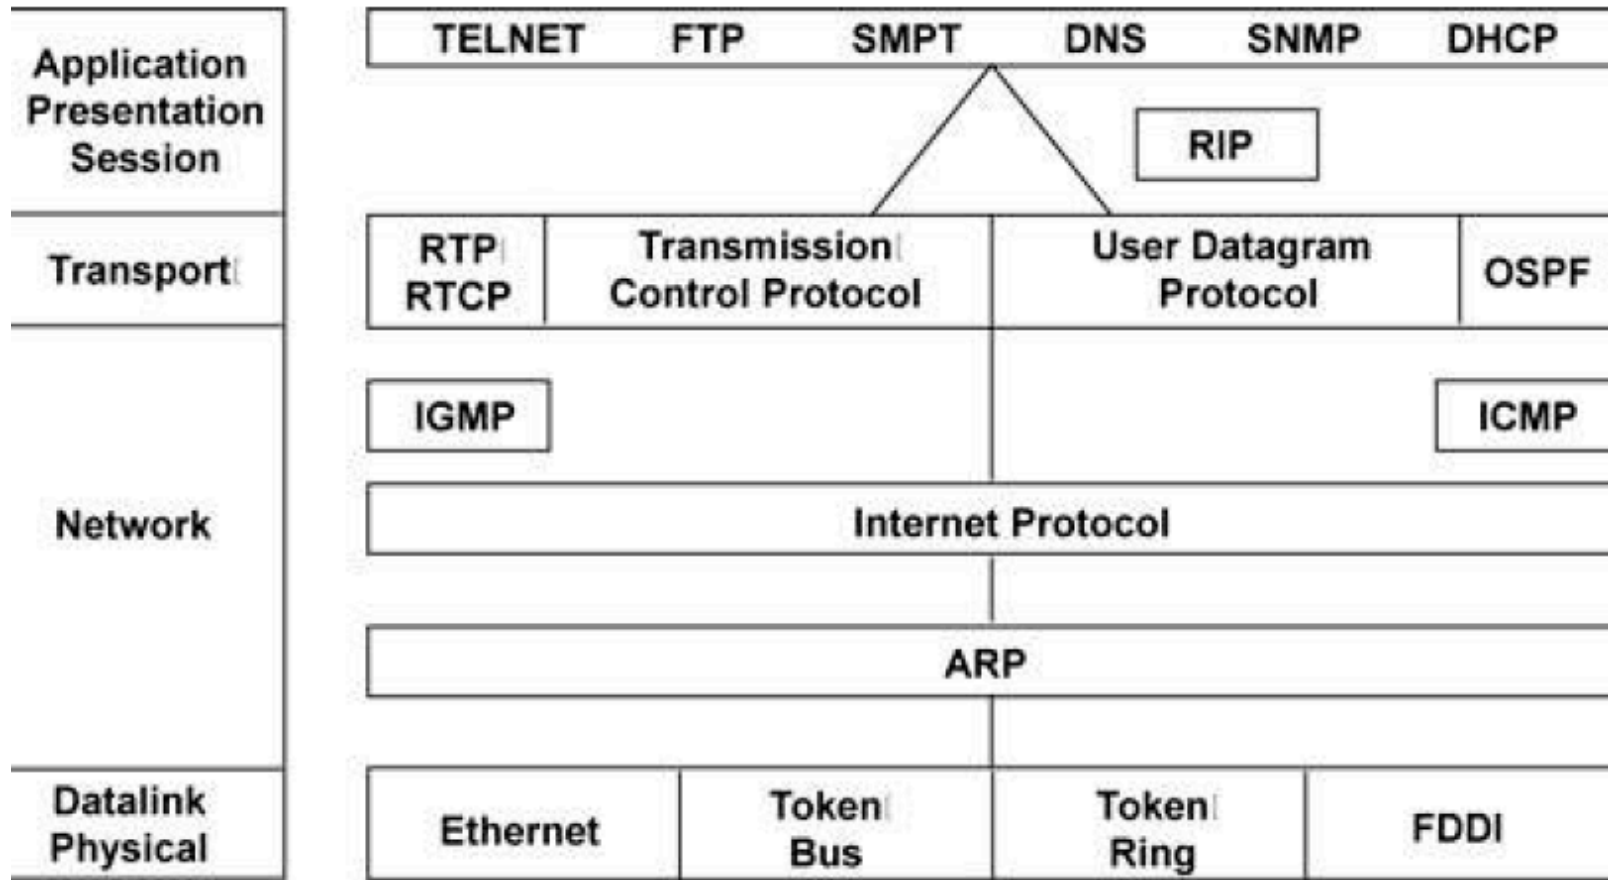 TELNET FTP SMPT DNS SNMP DHCP
Application
Presentation
Session
RIP
Transport
RTP
RTCP
Transmission
Control Protocol
User Datagram
Protocol
OSPF
IGMP
ICMP
Network
Internet Protocol
ARP
Datalink
Physical
Ethernet
Token
Bus
Token
Ring
FDDI